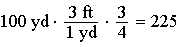 100 yd · 3 ft / 1 yd · 3 / 4 = 225